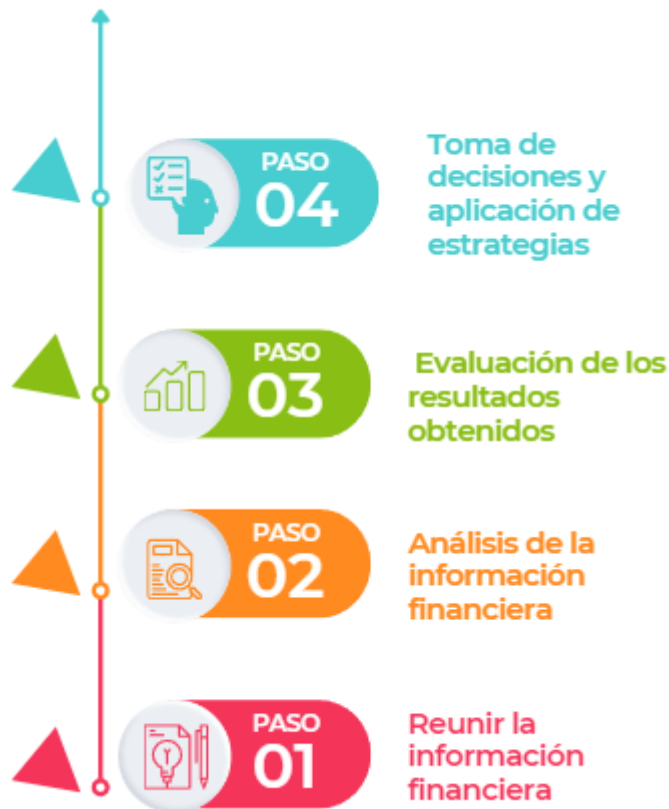 PASO
04
Toma de
decisiones y
aplicación de
estrategias
PASO
03
Evaluación de los
resultados
obtenidos
PASO
02
Análisis de la
información
financiera
PASO
01
Reunir la
información
financiera